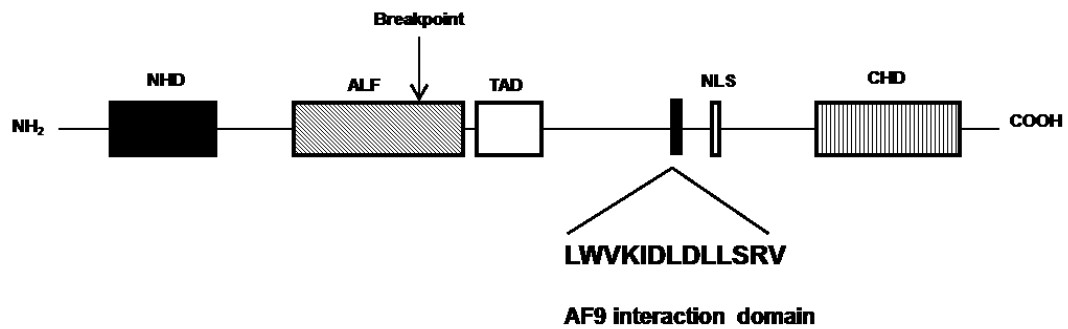 Breakpoint
NHD
ALF
TAD
NLS
CHD
NH2
COOH
LWVKIDLDLLSRV
AF9 interaction domain